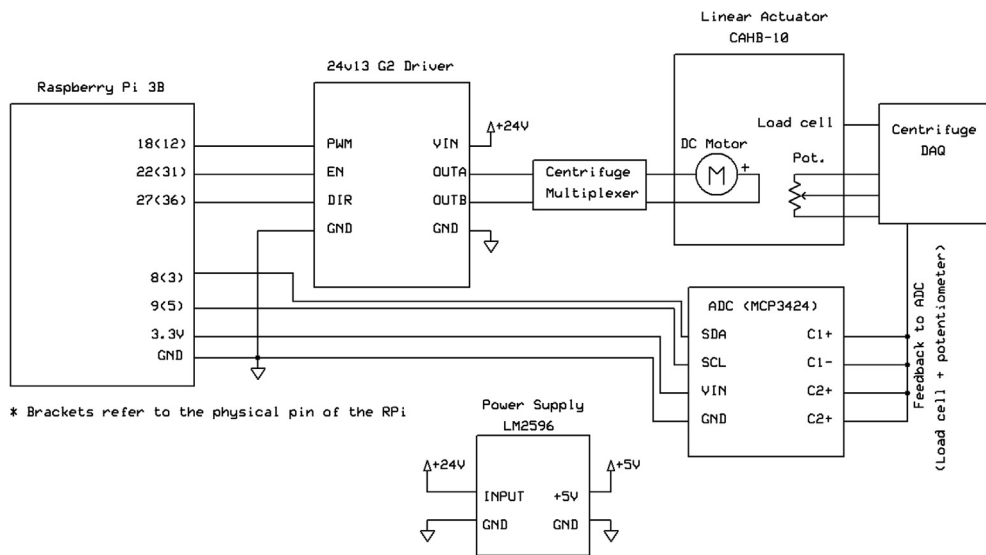 Linear Actuator
CAHB-10
24v13 G2 Driver
Raspberry Pi 3B
Load cell
Centrifuge
DAQ
18(12)
PWM
VIN
+24V
DC Motor
Pot.
22(31)
EN
OUTA
Centrifuge
Multiplexer
M
+
27(36)
DIR
OUTB
GND
GND
8(3)
9(5)
3.3V
GND
ADC (MCP3424)
SDA
C1+
SCL
C1-
VIN
C2+
GND
C2+
Feedback to ADC
(Load cell + potentiometer)
* Brackets refer to the physical pin of the RPi
Power Supply
LM2596
+24V
+5V
INPUT
+5V
GND
GND